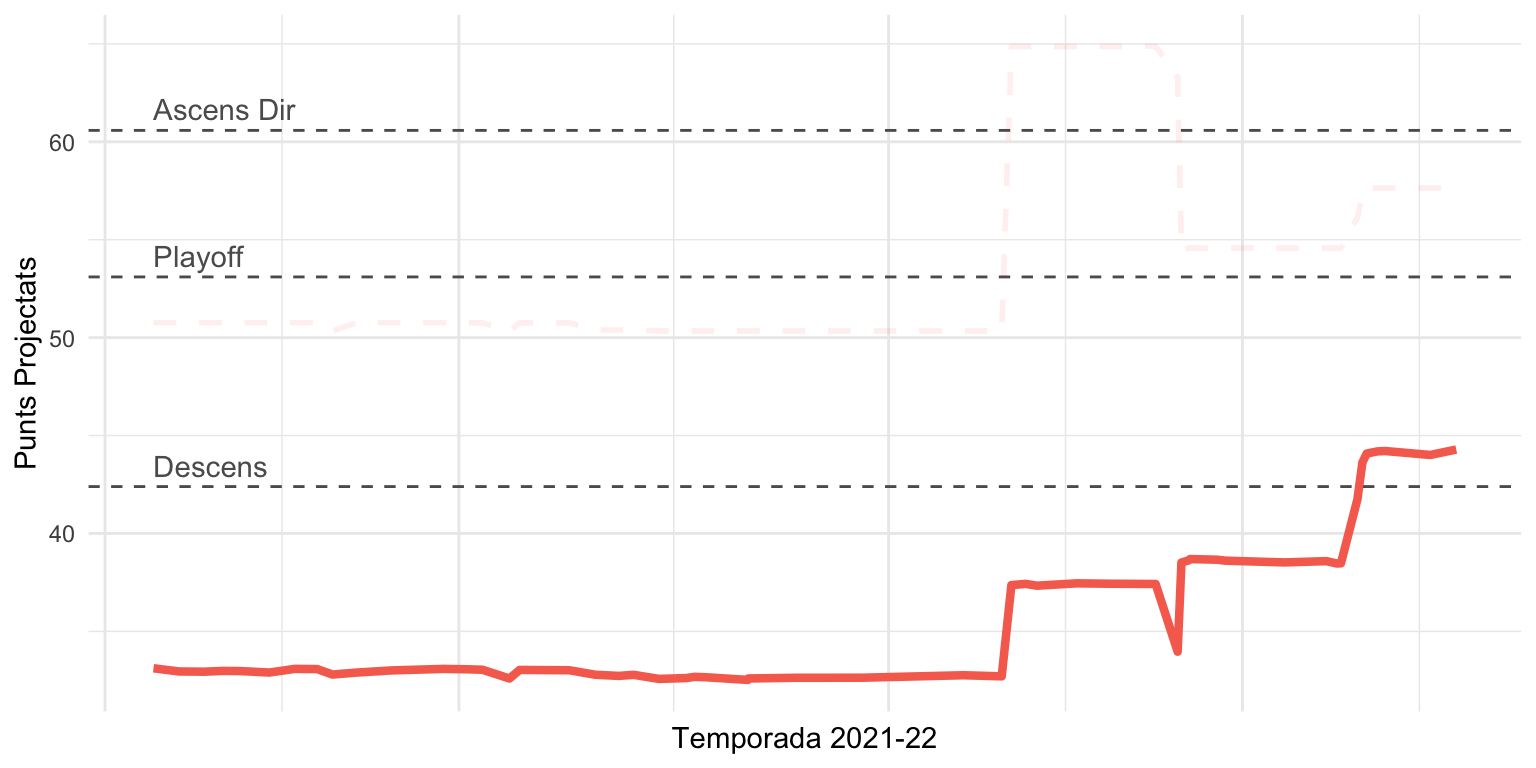 Ascens Dir
60
Playoff
50
Descens
40
Punts Projectats
Temporada 2021-22